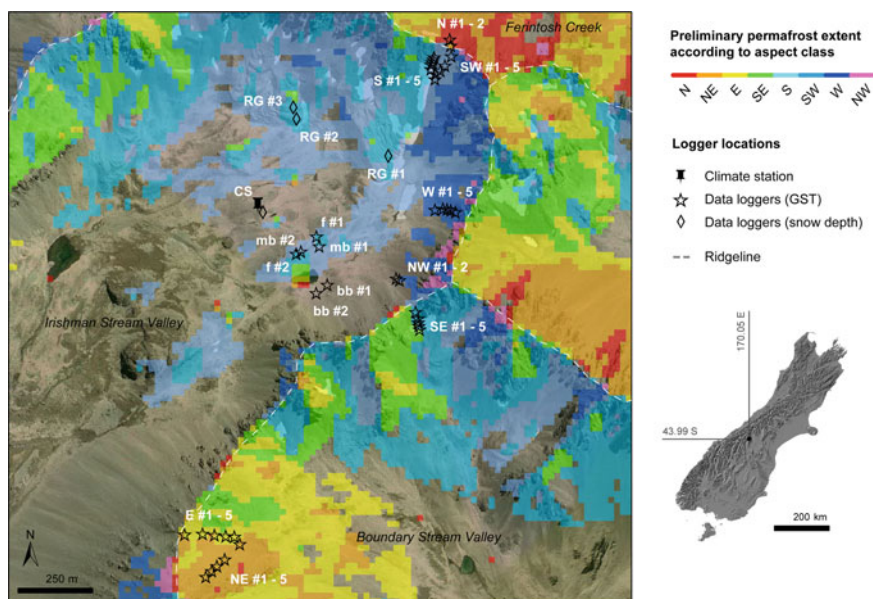 N #1 - 2
Ferintosh Creek
SW #1 - 5
S #1 - 5
RG #3
RG #2
RG #1
CS
W #1 - 5
f #1
mb #2
mb #1
f #2
NW #1 - 2
bb #1
bb #2
Irishman Stream Valley
SE #1 - 5
E #1 - 5
Boundary Stream Valley
N
NE #1 - 5
250 m
Preliminary permafrost extent
according to aspect class
N NE E SE S SW W NW
Logger locations
Climate station
Data loggers (GST)
Data loggers (snow depth)
Ridgeline
170.05 E
43.99 S
200 km